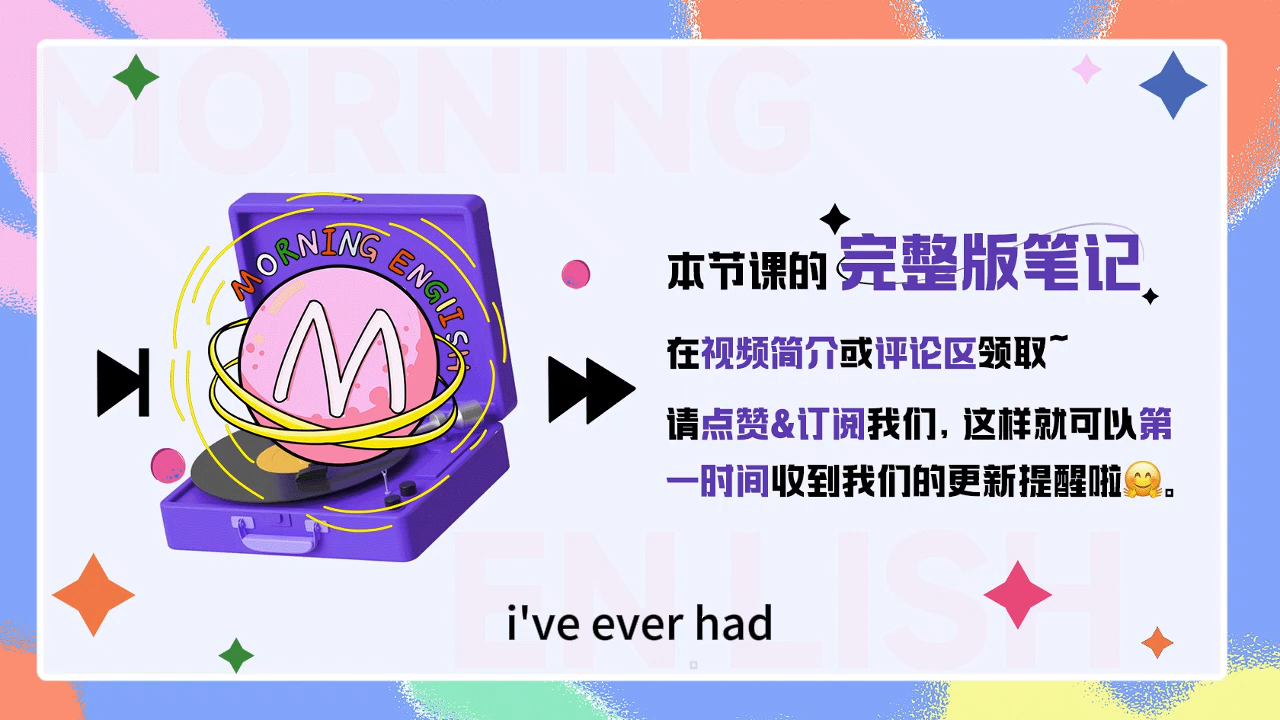 MORNING
MORNING ENGlISH
M
本节课的 完整版笔记
在视频简介或评论区领取~
请点赞&订阅我们, 这样就可以第
一时间收到我们的更新提醒啦🤗。
EN LISH
i've ever had